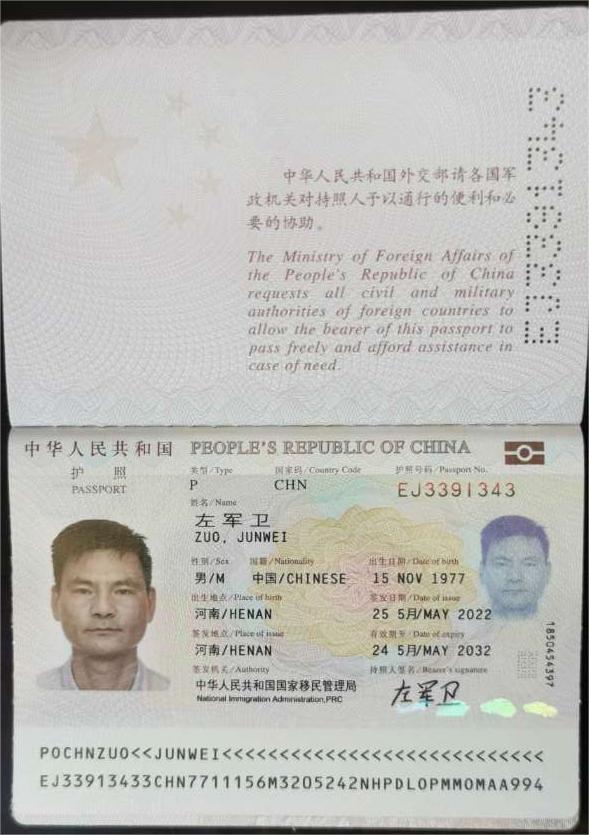 EJ3391343
中华人民共和国外交部请各国军
政机关对持照人予以通行的便利和必
要的协助。
The Ministry of Foreign Affairs of
the People's Republic of China
requests all civil and military
authorities of foreign countries to
allow the bearer of this passport to
pass freely and afford assistance in
case of need.
中华人民共和国 PEOPLE'S REPUBLIC OF CHINA
护 照
PASSPORT
类型/Type 国家码/Country Code 护照号码/Passport No.
P CHN EJ3391343
姓名/Name
左军卫
ZUO, JUNWEI
性别/Sex 国籍/Nationality 出生日期/Date of birth
男/M 中国/CHINESE 15 NOV 1977
出生地点/Place of birth 签发日期/Date of issue
河南/HENAN 25 5月/MAY 2022
签发地点/Place of issue 有效期至/Date of expiry
河南/HENAN 24 5月/MAY 2032
签发机关/Authority 持照人签名/Bearer's signature
中华人民共和国国家移民管理局 左军卫
National Immigration Administration,PRC
1850454397
POCHNZUO<<JUNWEI<<<<<<<<<<<<<<<<<<<<<<<<<<<<
EJ33913433CHN7711156M3205242NHPDLOPMMOMAA994